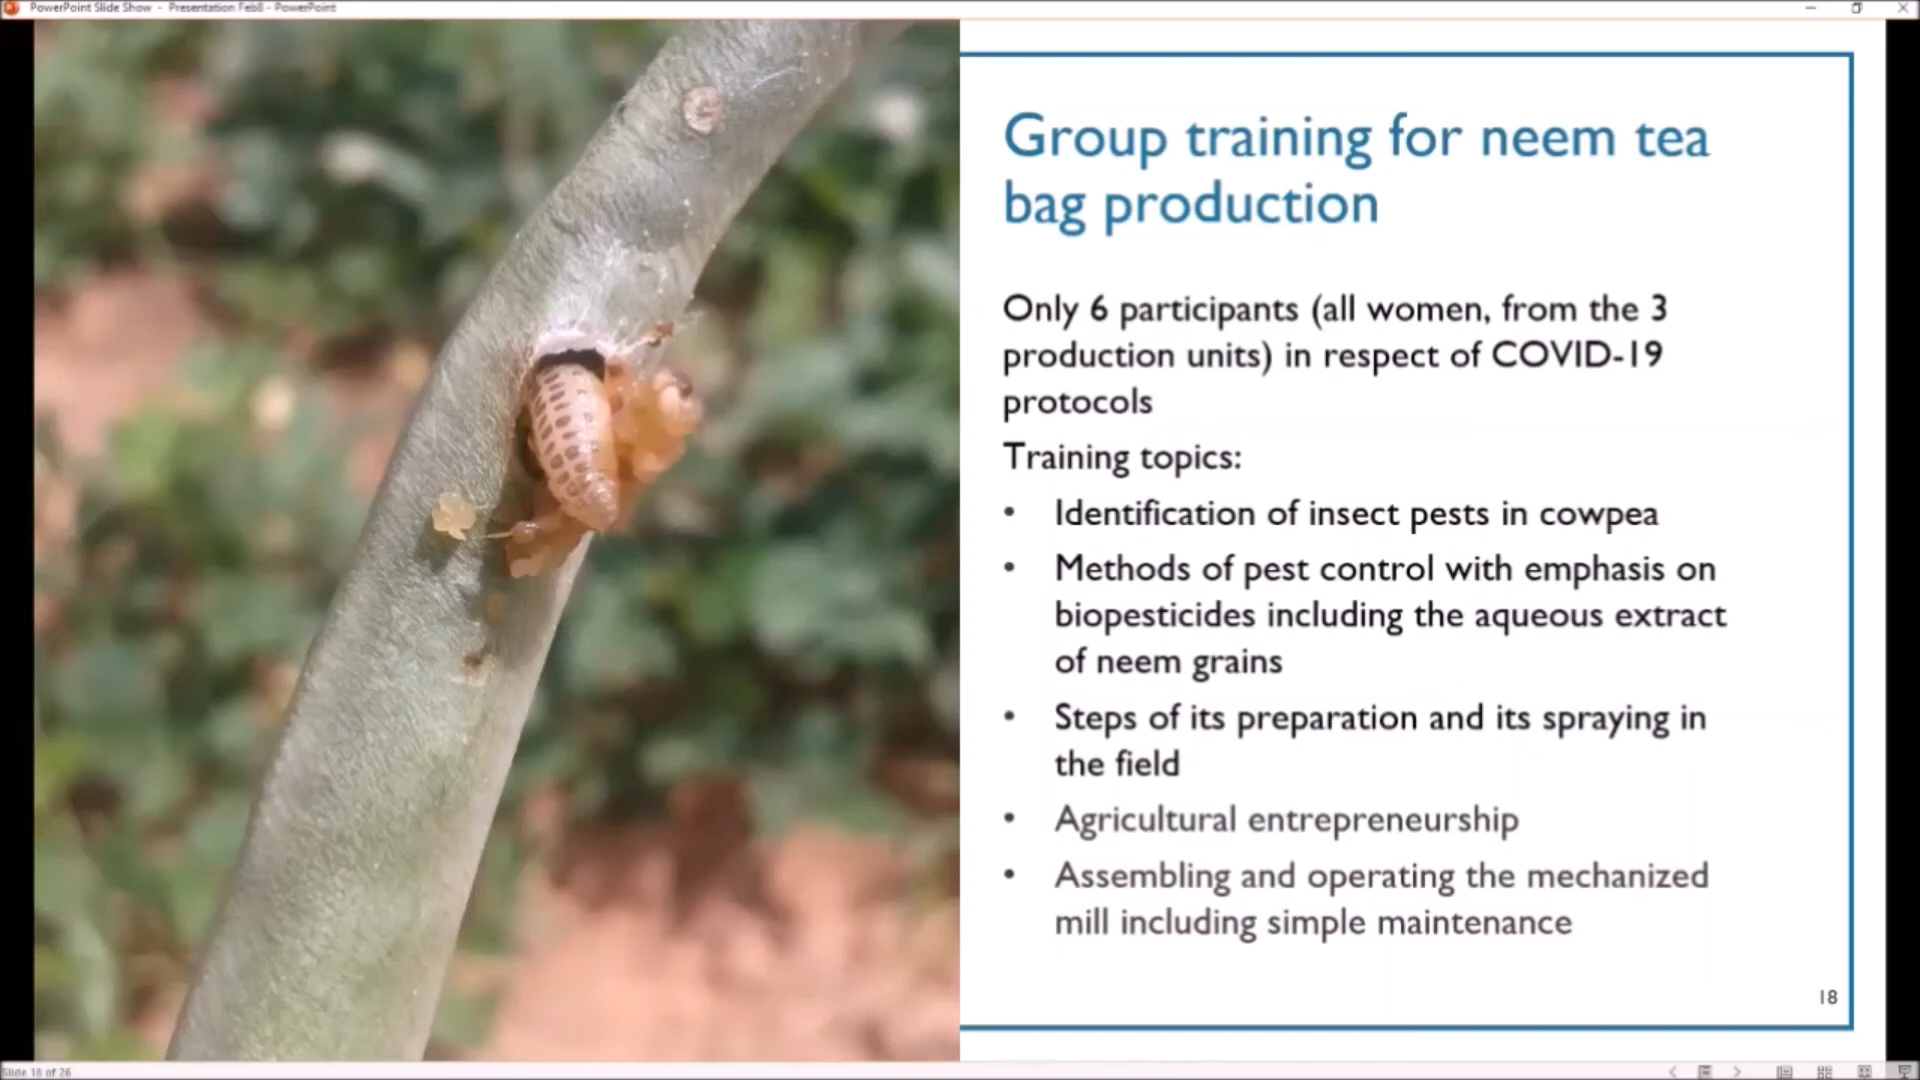 PowerPoint Slide Show - Presentation Feb8 - PowerPoint
Group training for neem tea
bag production
Only 6 participants (all women, from the 3
production units) in respect of COVID-19
protocols
Training topics:
• Identification of insect pests in cowpea
• Methods of pest control with emphasis on
biopesticides including the aqueous extract
of neem grains
• Steps of its preparation and its spraying in
the field
• Agricultural entrepreneurship
• Assembling and operating the mechanized
mill including simple maintenance
18
Slide 18 of 26